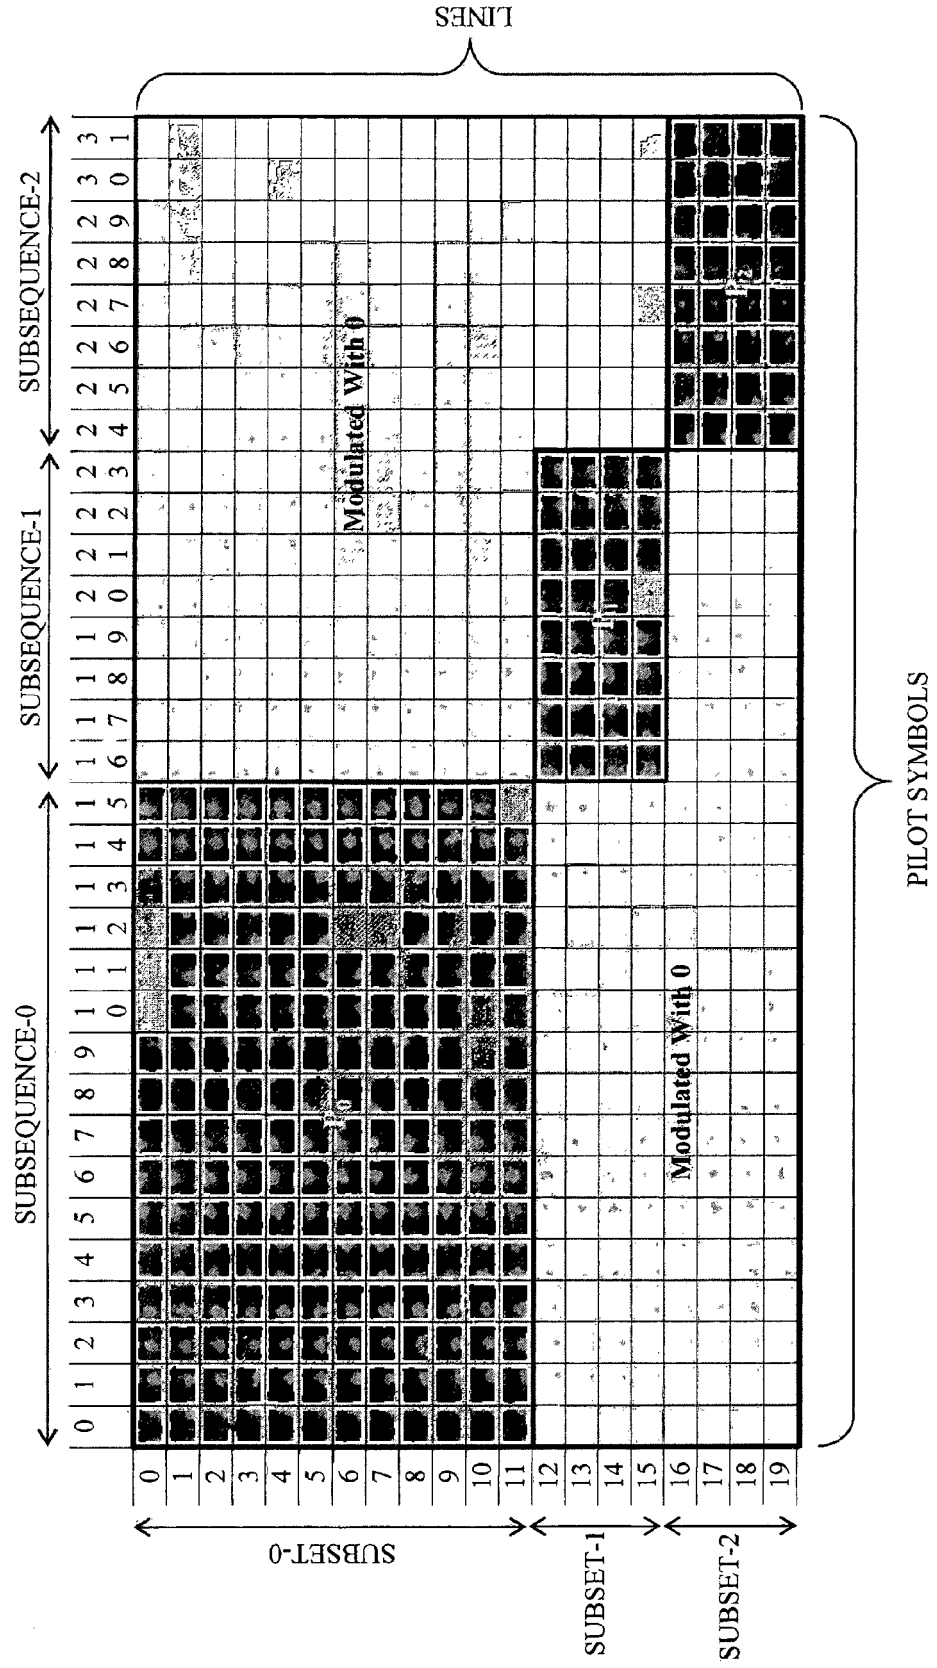 SUBSEQUENCE-0
SUBSEQUENCE-1
SUBSEQUENCE-2
0 1 2 3 4 5 6 7 8 9 10 11 12 13 14 15 16 17 18 19 20 21 22 23 24 25 26 27 28 29 30 31
SUBSET-0
0
1
2
3
4
5
6
7
8
9
10
11
SUBSET-1
12
13
14
15
SUBSET-2
16
17
18
19
Modulated With 0
Modulated With 0
LINES
PILOT SYMBOLS